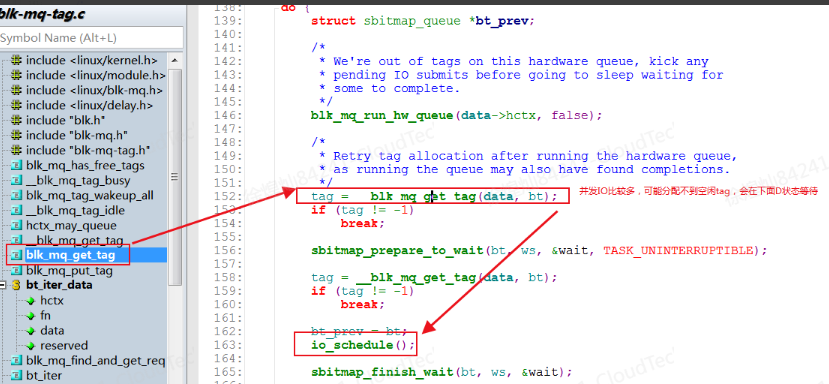 blk-mq-tag.c
Symbol Name (Alt+L)
include <linux/kernel.h>
include <linux/module.h>
include <linux/blk-mq.h>
include <linux/delay.h>
include "blk.h"
include "blk-mq.h"
include "blk-mq-tag.h"
blk_mq_has_free_tags
__blk_mq_tag_busy
blk_mq_tag_wakeup_all
__blk_mq_tag_idle
hctx_may_queue
__blk_mq_get_tag
blk_mq_get_tag
blk_mq_put_tag
bt_iter_data
hctx
fn
data
reserved
blk_mq_find_and_get_req
bt_iter
138: do {
139: struct sbitmap_queue *bt_prev;
140:
141: /*
142: * We're out of tags on this hardware queue, kick any
143: * pending IO submits before going to sleep waiting for
144: * some to complete.
145: */
146: blk_mq_run_hw_queue(data->hctx, false);
147:
148: /*
149: * Retry tag allocation after running the hardware queue,
150: * as running the queue may also have found completions.
151: */
152: tag = __blk_mq_get_tag(data, bt); 并发IO比较多，可能分配不到空闲tag，会在下面D状态等待
153: if (tag != -1)
154: break;
155:
156: sbitmap_prepare_to_wait(bt, ws, &wait, TASK_UNINTERRUPTIBLE);
157:
158: tag = __blk_mq_get_tag(data, bt);
159: if (tag != -1)
160: break;
161:
162: bt_prev = bt;
163: io_schedule();
164:
165: sbitmap_finish_wait(bt, ws, &wait);